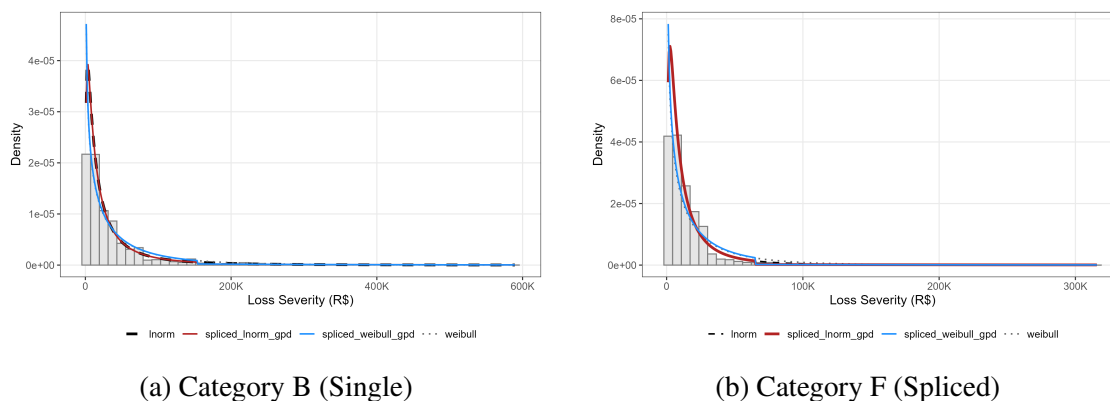 4e-05
3e-05
2e-05
1e-05
0e+00
Density
0
200K
400K
600K
Loss Severity (R$)
lnorm spliced_lnorm_gpd spliced_weibull_gpd weibull
(a) Category B (Single)
8e-05
6e-05
4e-05
2e-05
0e+00
Density
0
100K
200K
300K
Loss Severity (R$)
lnorm spliced_lnorm_gpd spliced_weibull_gpd weibull
(b) Category F (Spliced)